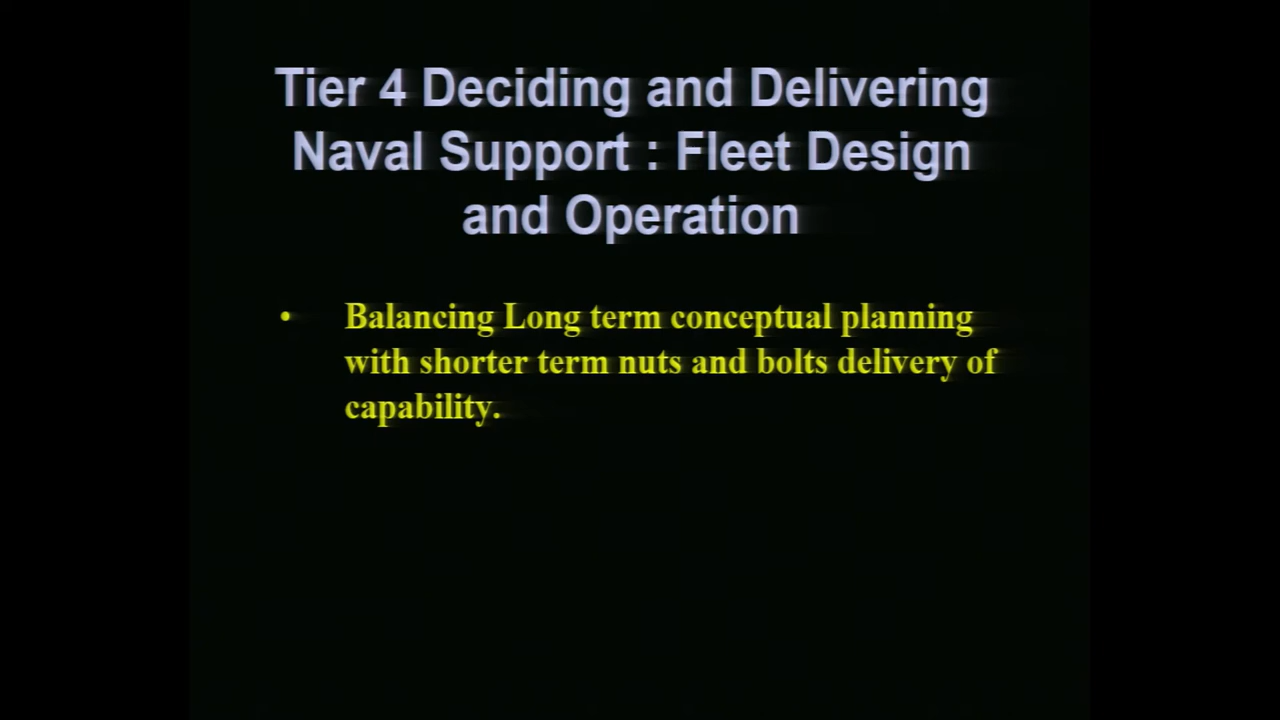 Tier 4 Deciding and Delivering
Naval Support : Fleet Design
and Operation
• Balancing Long term conceptual planning
with shorter term nuts and bolts delivery of
capability.